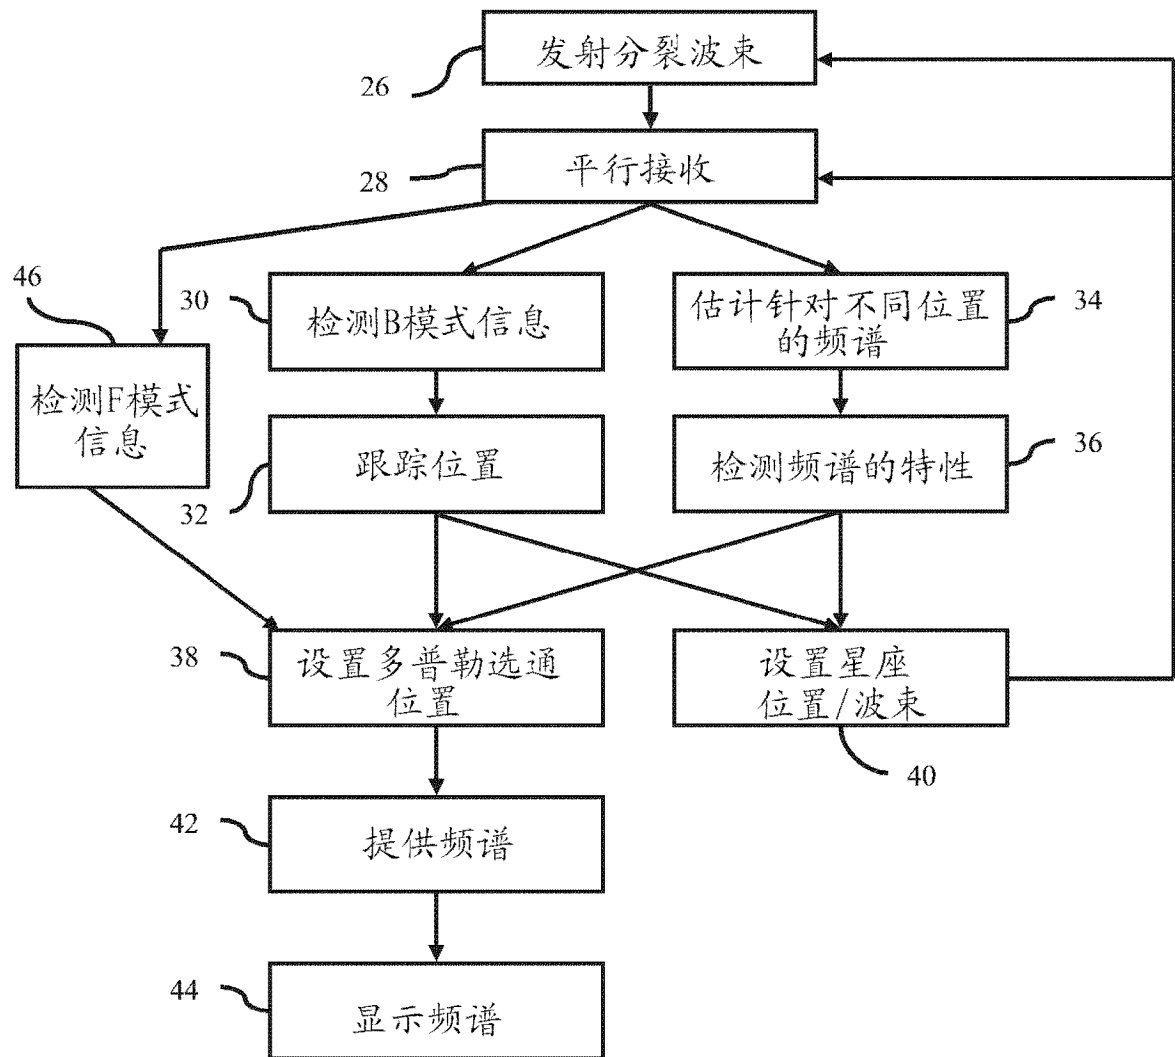 发射分裂波束
26
平行接收
28
46
30
检测B模式信息
估计针对不同位置
的频谱
34
检测F模式
信息
跟踪位置
32
检测频谱的特性
36
38
设置多普勒选通
位置
设置星座
位置/波束
40
42
提供频谱
44
显示频谱